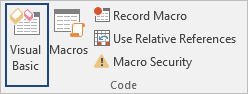 Visual
Basic
Macros
Record Macro
Use Relative References
Macro Security
Code